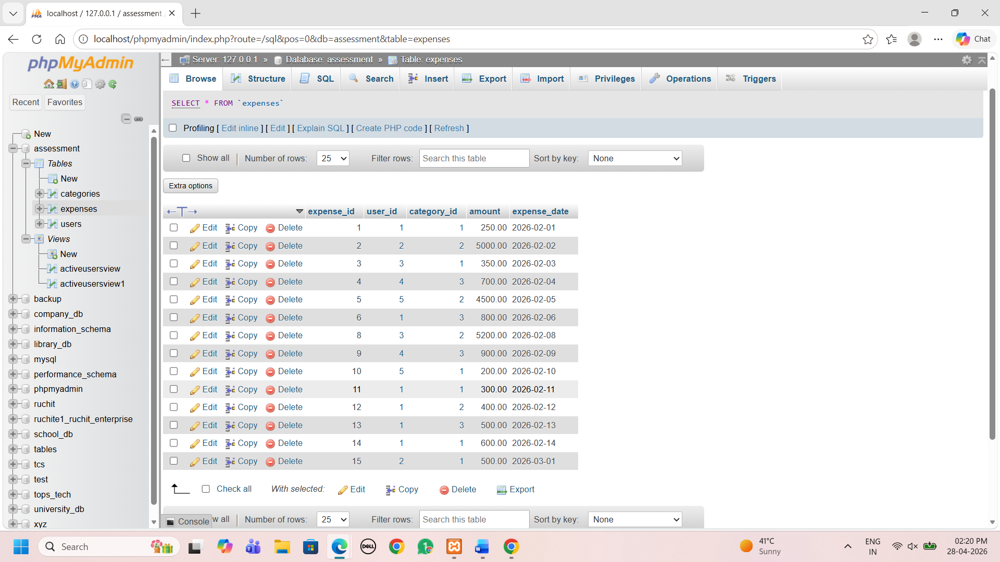 localhost / 127.0.0.1 / assessment
localhost/phpmyadmin/index.php?route=/sql&pos=0&db=assessment&table=expenses
Chat
phpMyAdmin
Recent Favorites
New
assessment
Tables
New
categories
expenses
users
Views
New
activeusersview
activeusersview1
backup
company_db
information_schema
library_db
mysql
performance_schema
phpmyadmin
ruchit
ruchite1_ruchit_enterprise
school_db
tables
tcs
test
tops_tech
university_db
xyz
Server: 127.0.0.1 » Database: assessment » Table: expenses
Browse Structure SQL Search Insert Export Import Privileges Operations Triggers
SELECT * FROM `expenses`
Profiling [ Edit inline ] [ Edit ] [ Explain SQL ] [ Create PHP code ] [ Refresh ]
Show all Number of rows: 25 Filter rows: Search this table Sort by key: None
Extra options
expense_id user_id category_id amount expense_date
Edit Copy Delete 1 1 1 250.00 2026-02-01
Edit Copy Delete 2 2 2 5000.00 2026-02-02
Edit Copy Delete 3 3 1 350.00 2026-02-03
Edit Copy Delete 4 4 3 700.00 2026-02-04
Edit Copy Delete 5 5 2 4500.00 2026-02-05
Edit Copy Delete 6 1 3 800.00 2026-02-06
Edit Copy Delete 8 3 2 5200.00 2026-02-08
Edit Copy Delete 9 4 3 900.00 2026-02-09
Edit Copy Delete 10 5 1 200.00 2026-02-10
Edit Copy Delete 11 1 1 300.00 2026-02-11
Edit Copy Delete 12 1 2 400.00 2026-02-12
Edit Copy Delete 13 1 3 500.00 2026-02-13
Edit Copy Delete 14 1 1 600.00 2026-02-14
Edit Copy Delete 15 2 1 500.00 2026-03-01
Check all With selected: Edit Copy Delete Export
Console w all Number of rows: 25 Filter rows: Search this table Sort by key: None
Search
DELL
41°C
Sunny
ENG
IN
02:20 PM
28-04-2026